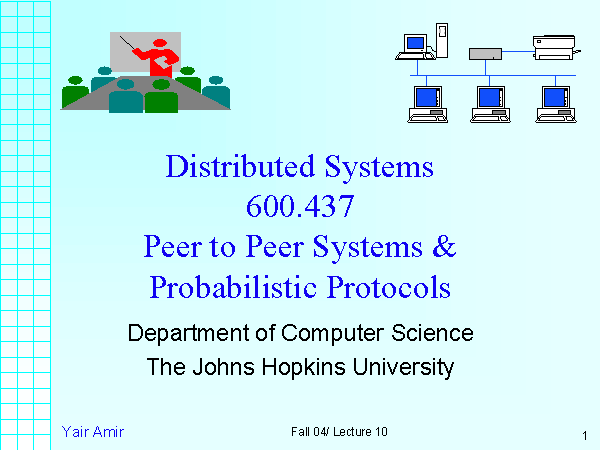 Distributed Systems
600.437
Peer to Peer Systems &
Probabilistic Protocols
Department of Computer Science
The Johns Hopkins University
Yair Amir
Fall 04/ Lecture 10
1